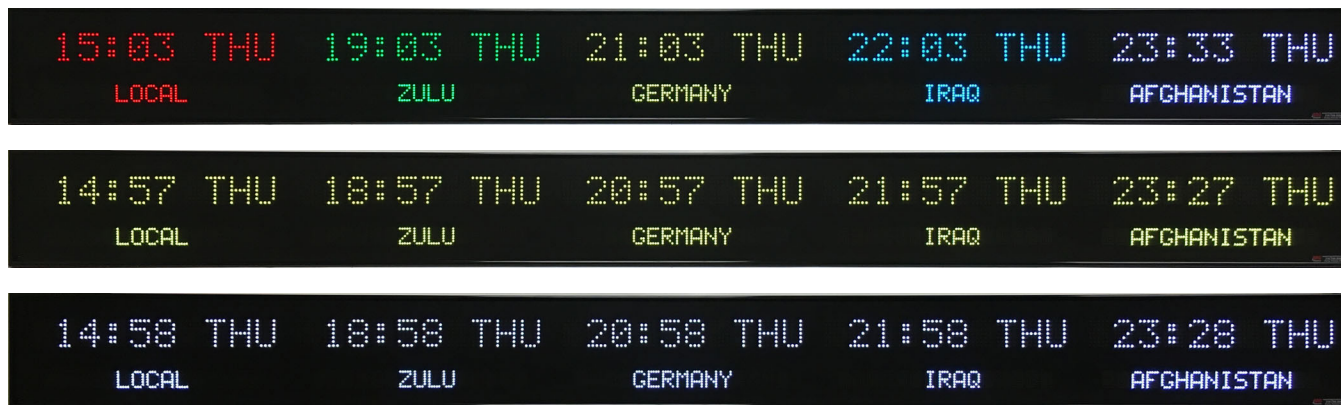 15:03 THU 19:03 THU 21:03 THU 22:03 THU 23:33 THU
LOCAL ZULU GERMANY IRAQ AFGHANISTAN
14:57 THU 18:57 THU 20:57 THU 21:57 THU 23:27 THU
LOCAL ZULU GERMANY IRAQ AFGHANISTAN
14:58 THU 18:58 THU 20:58 THU 21:58 THU 23:28 THU
LOCAL ZULU GERMANY IRAQ AFGHANISTAN